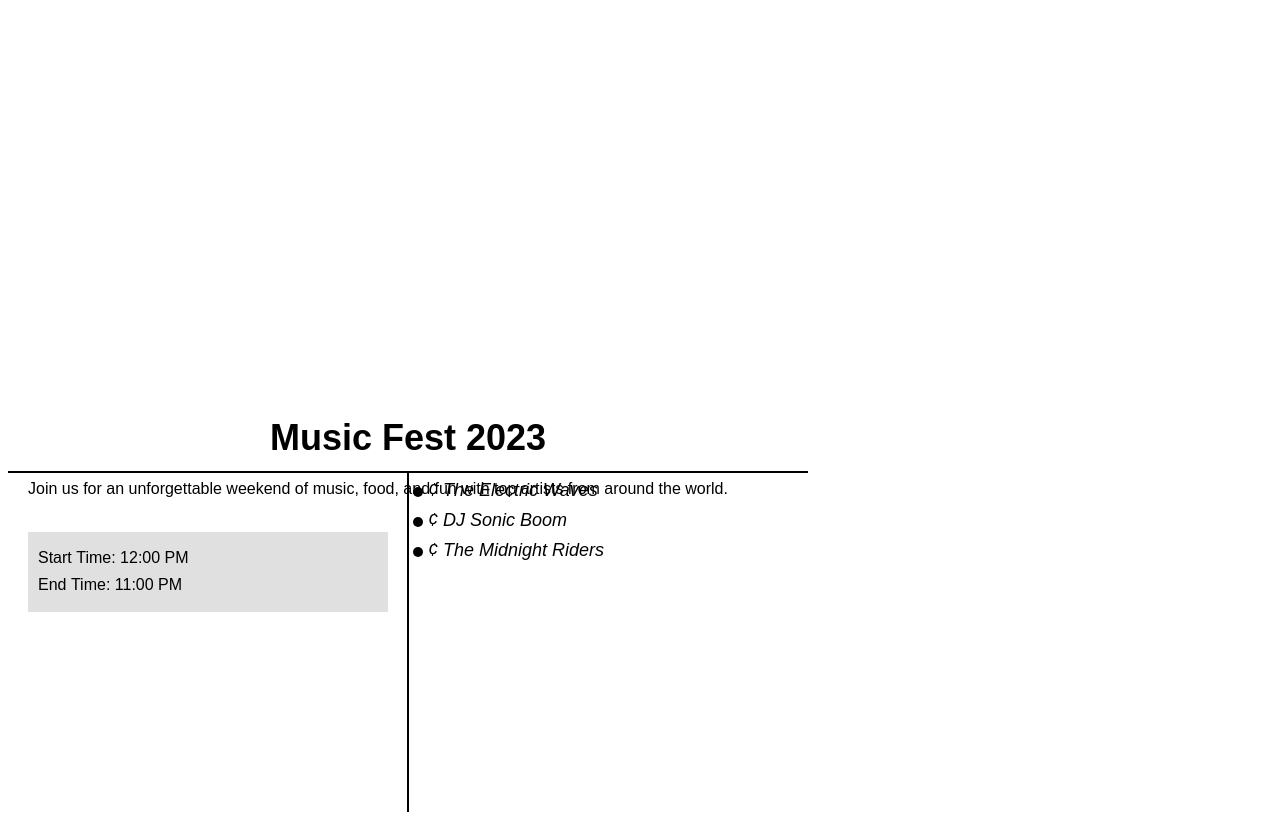 Music Fest 2023
Join us for an unforgettable weekend of music, food, and fun with top artists from around the world.
₵ The Electric Waves
₵ DJ Sonic Boom
₵ The Midnight Riders
Start Time: 12:00 PM
End Time: 11:00 PM